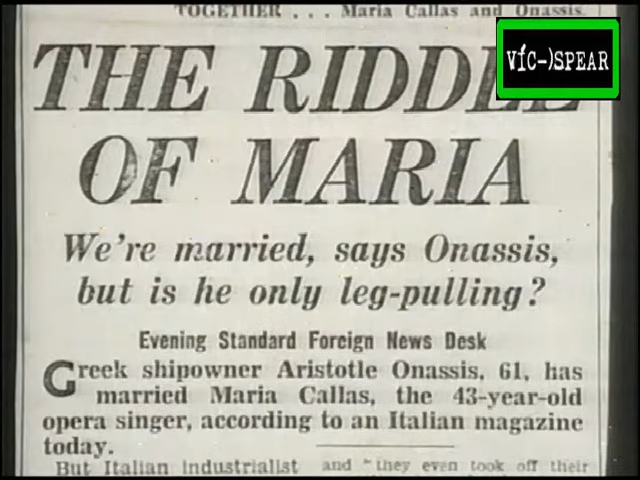 TOGETHER . . . Maria Callas and Onassis.
VíC-)SPEAR
THE RIDDLE
OF MARIA
We're married, says Onassis,
but is he only leg-pulling?
Evening Standard Foreign News Desk
Greek shipowner Aristotle Onassis, 61, has
married Maria Callas, the 43-year-old
opera singer, according to an Italian magazine
today.
But Italian industrialist
and "they even took off their